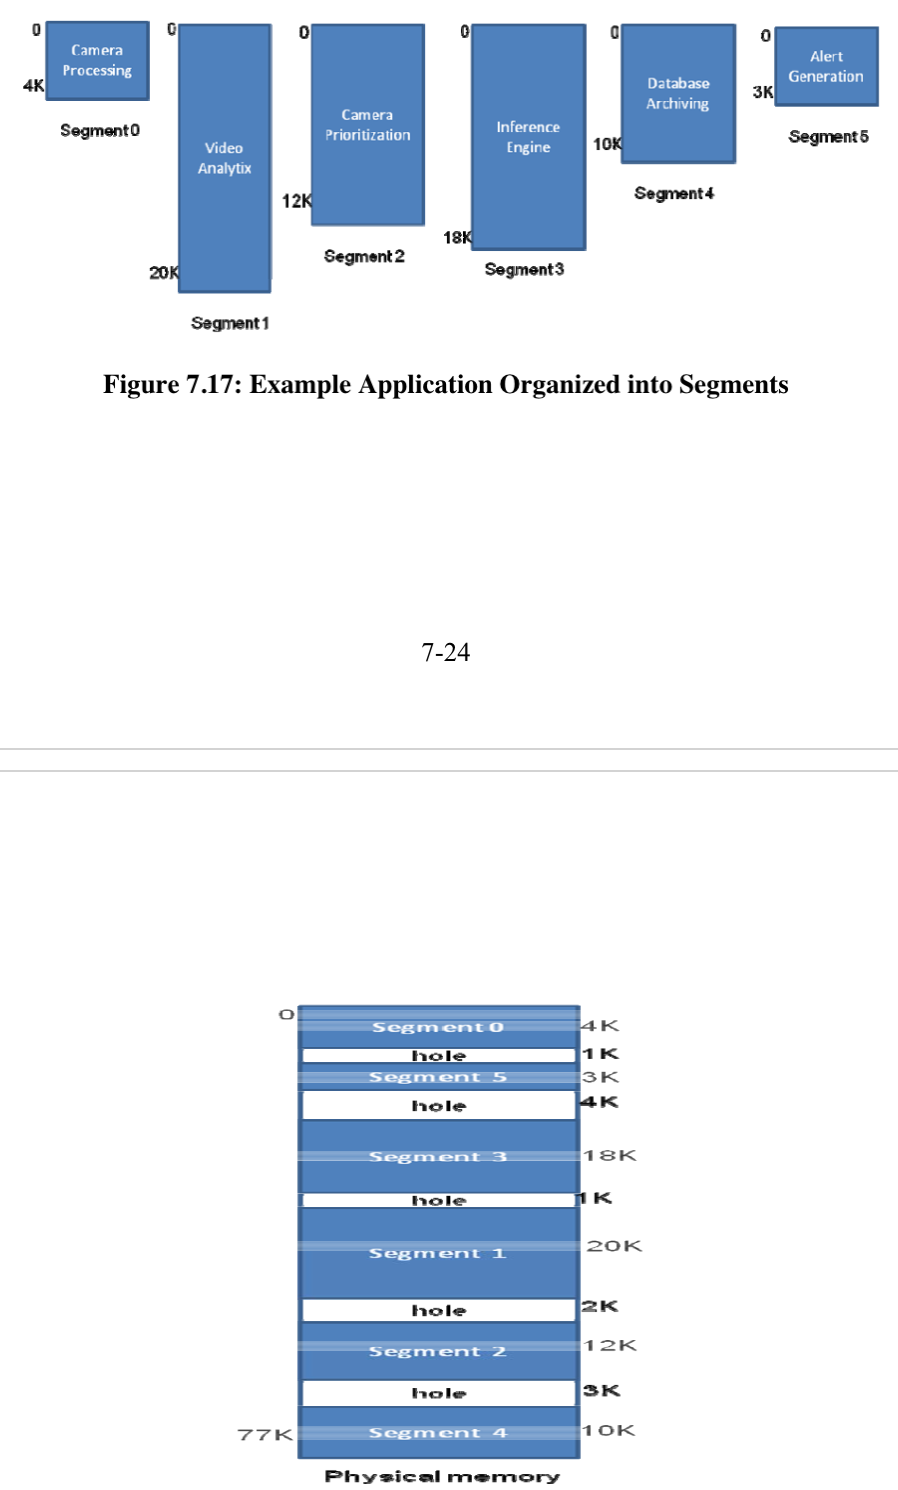 0
Camera
Processing
4K
Segment 0
0
Video
Analytix
20K
Segment 1
0
Camera
Prioritization
12K
Segment 2
0
Inference
Engine
18K
Segment 3
0
Database
Archiving
10K
Segment 4
0
Alert
Generation
3K
Segment 5
Figure 7.17: Example Application Organized into Segments
7-24
0
Segment 0 4K
hole 1K
Segment 5 3K
hole 4K
Segment 3 18K
hole 1K
Segment 1 20K
hole 2K
Segment 2 12K
hole 3K
77K Segment 4 10K
Physical memory